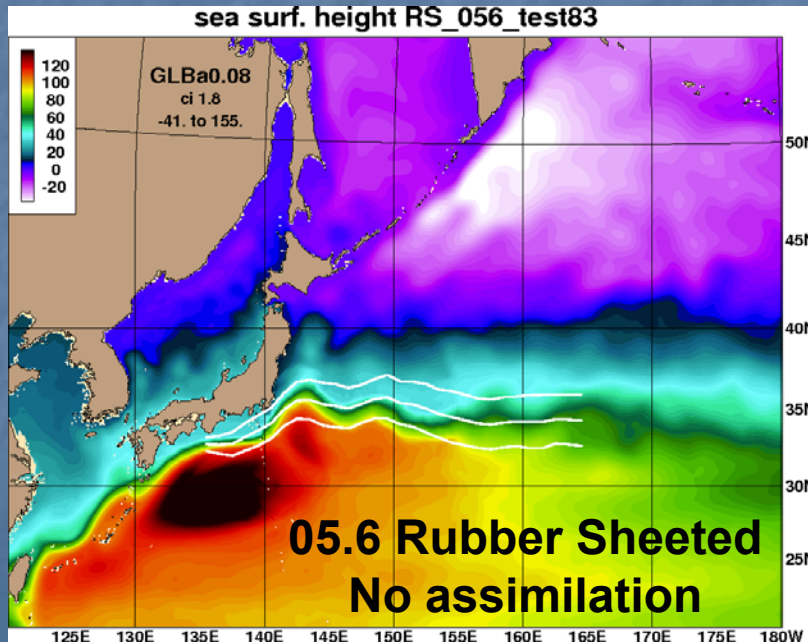 sea surf. height RS_056_test83
120
100
80
60
40
20
0
-20
GLBa0.08
ci 1.8
-41. to 155.
50N
45N
40N
35N
30N
25N
05.6 Rubber Sheeted
No assimilation
125E 130E 135E 140E 145E 150E 155E 160E 165E 170E 175E 180W